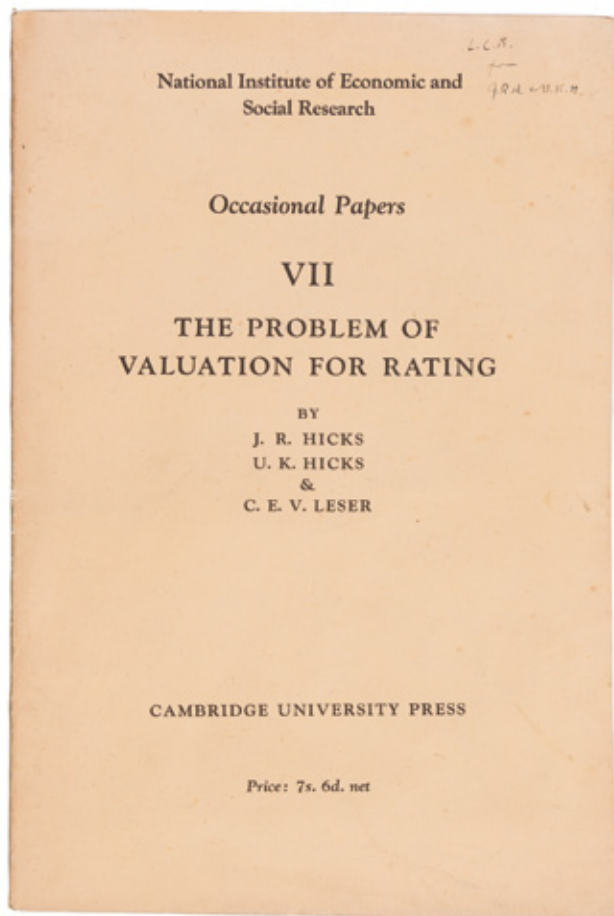 L.C.R.
from
J.R.H. & U.K.H.
National Institute of Economic and
Social Research
Occasional Papers
VII
THE PROBLEM OF
VALUATION FOR RATING
BY
J. R. HICKS
U. K. HICKS
&
C. E. V. LESER
CAMBRIDGE UNIVERSITY PRESS
Price: 7s. 6d. net